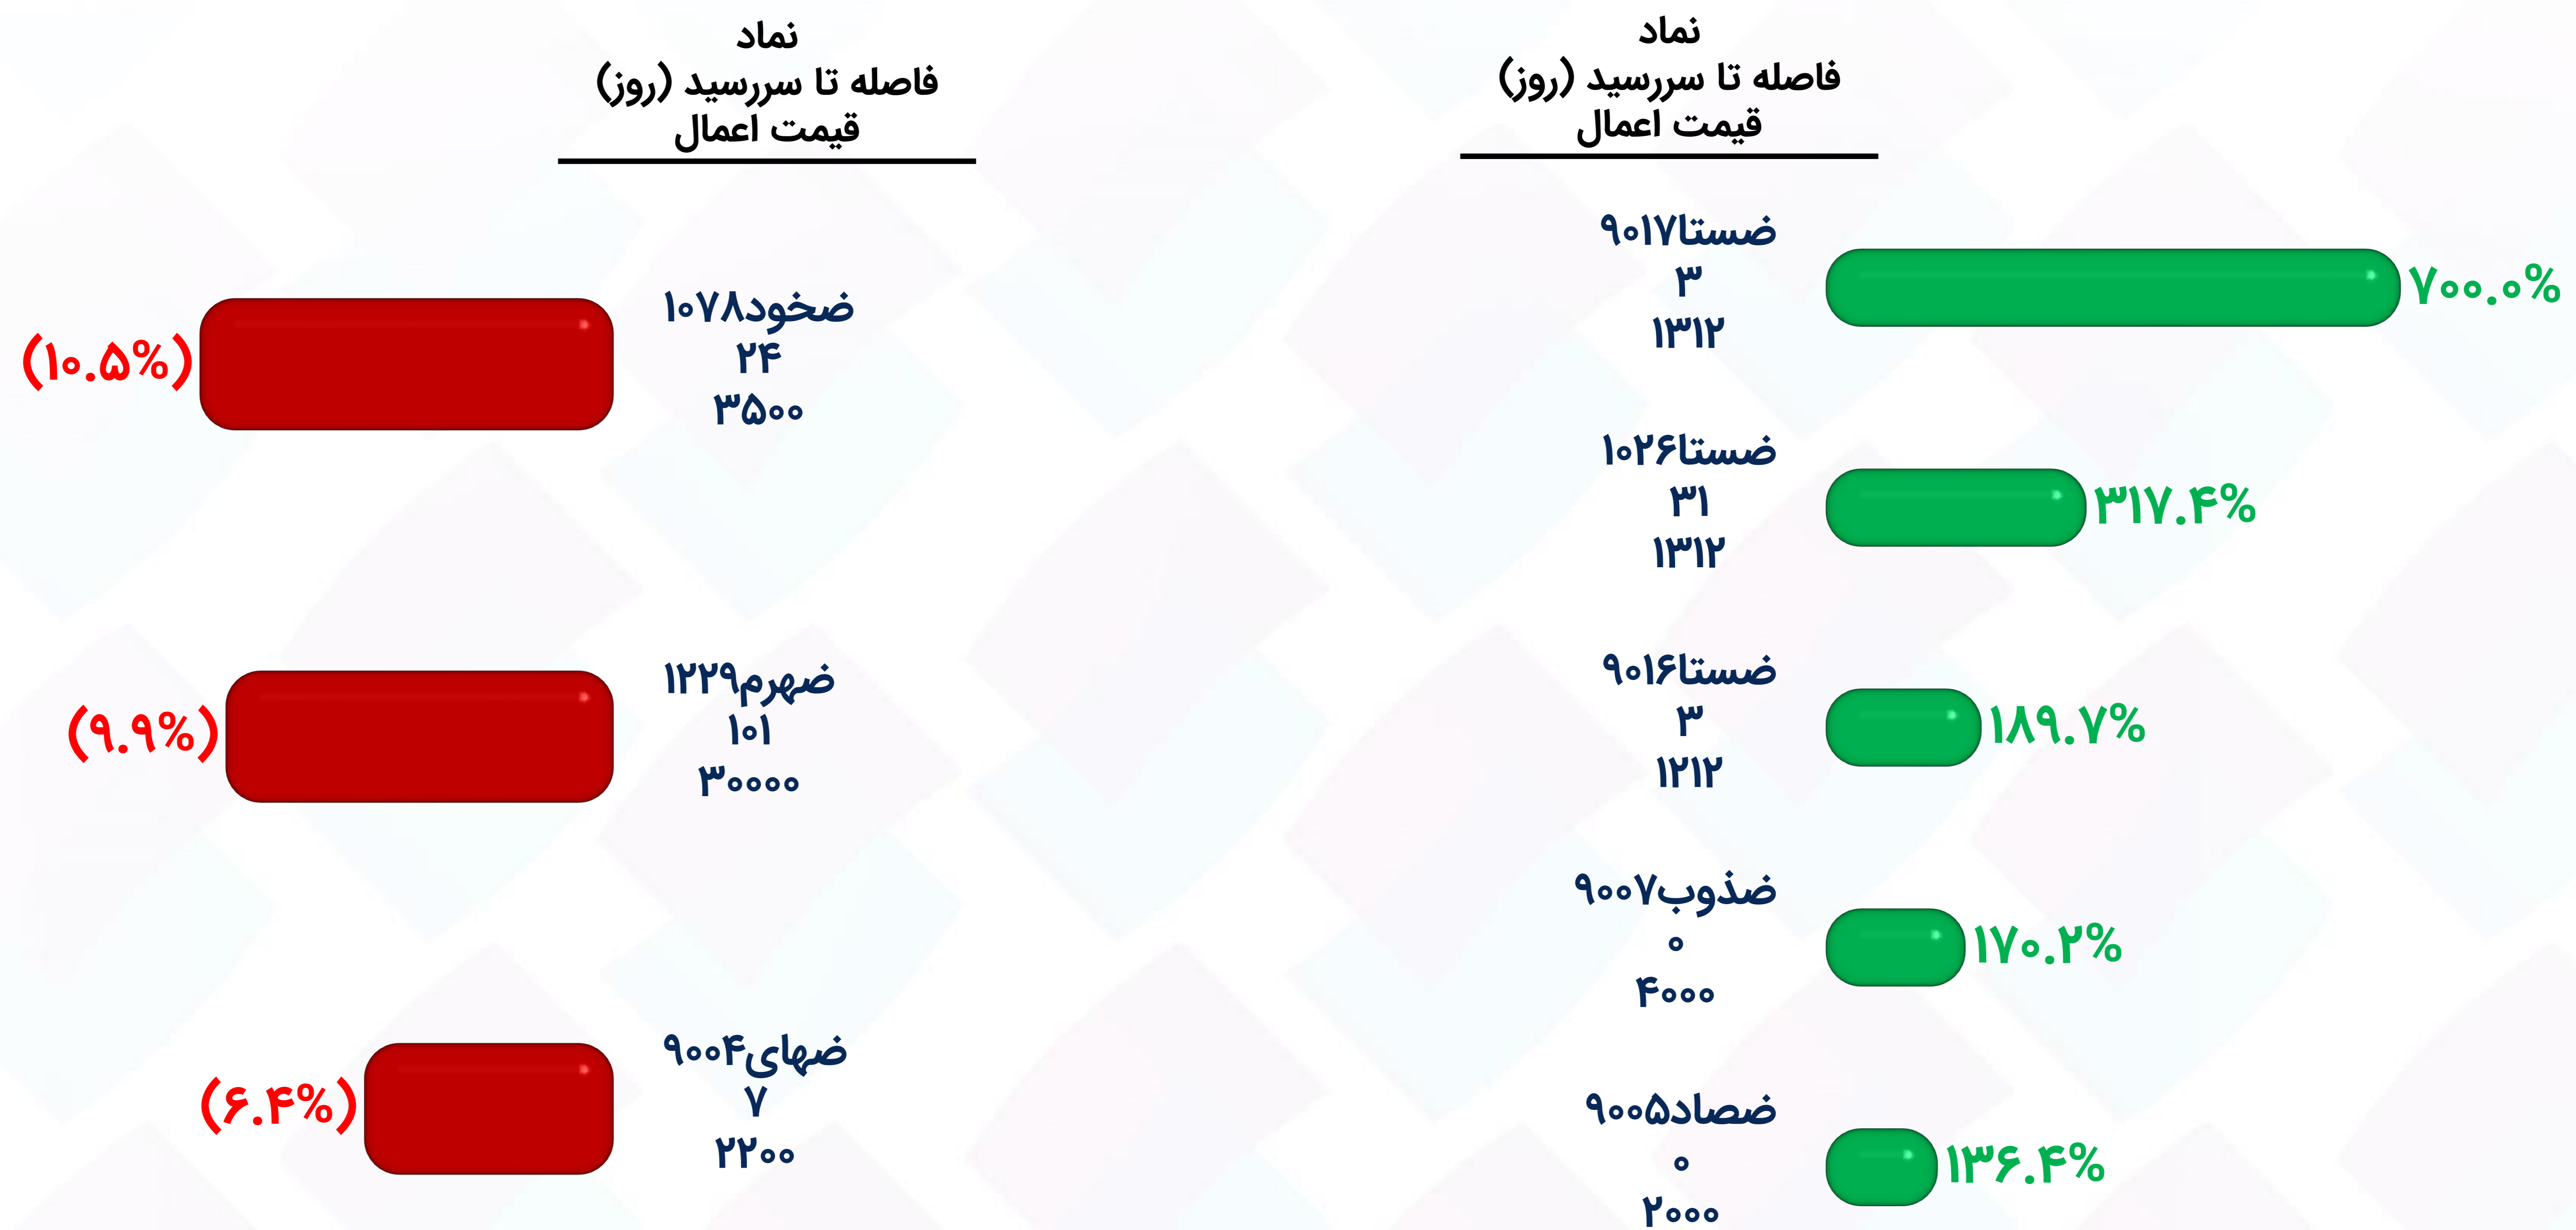 نماد
فاصله تا سررسید (روز)
قیمت اعمال
ضستا۹۰۱۷
۳
۱۳۱۲
۷۰۰.۰%
ضستا۱۰۲۶
۳۱
۱۳۱۲
۳۱۷.۴%
ضستا۹۰۱۶
۳
۱۲۱۲
۱۸۹.۷%
ضذوب۹۰۰۷
۰
۴۰۰۰
۱۷۰.۲%
ضصاد۹۰۰۵
۰
۲۰۰۰
۱۳۶.۴%
نماد
فاصله تا سررسید (روز)
قیمت اعمال
ضخود۱۰۷۸
۲۴
۳۵۰۰
(۱۰.۵%)
ضهرم۱۲۲۹
۱۰۱
۳۰۰۰۰
(۹.۹%)
ضهای۹۰۰۴
۷
۲۲۰۰
(۶.۴%)